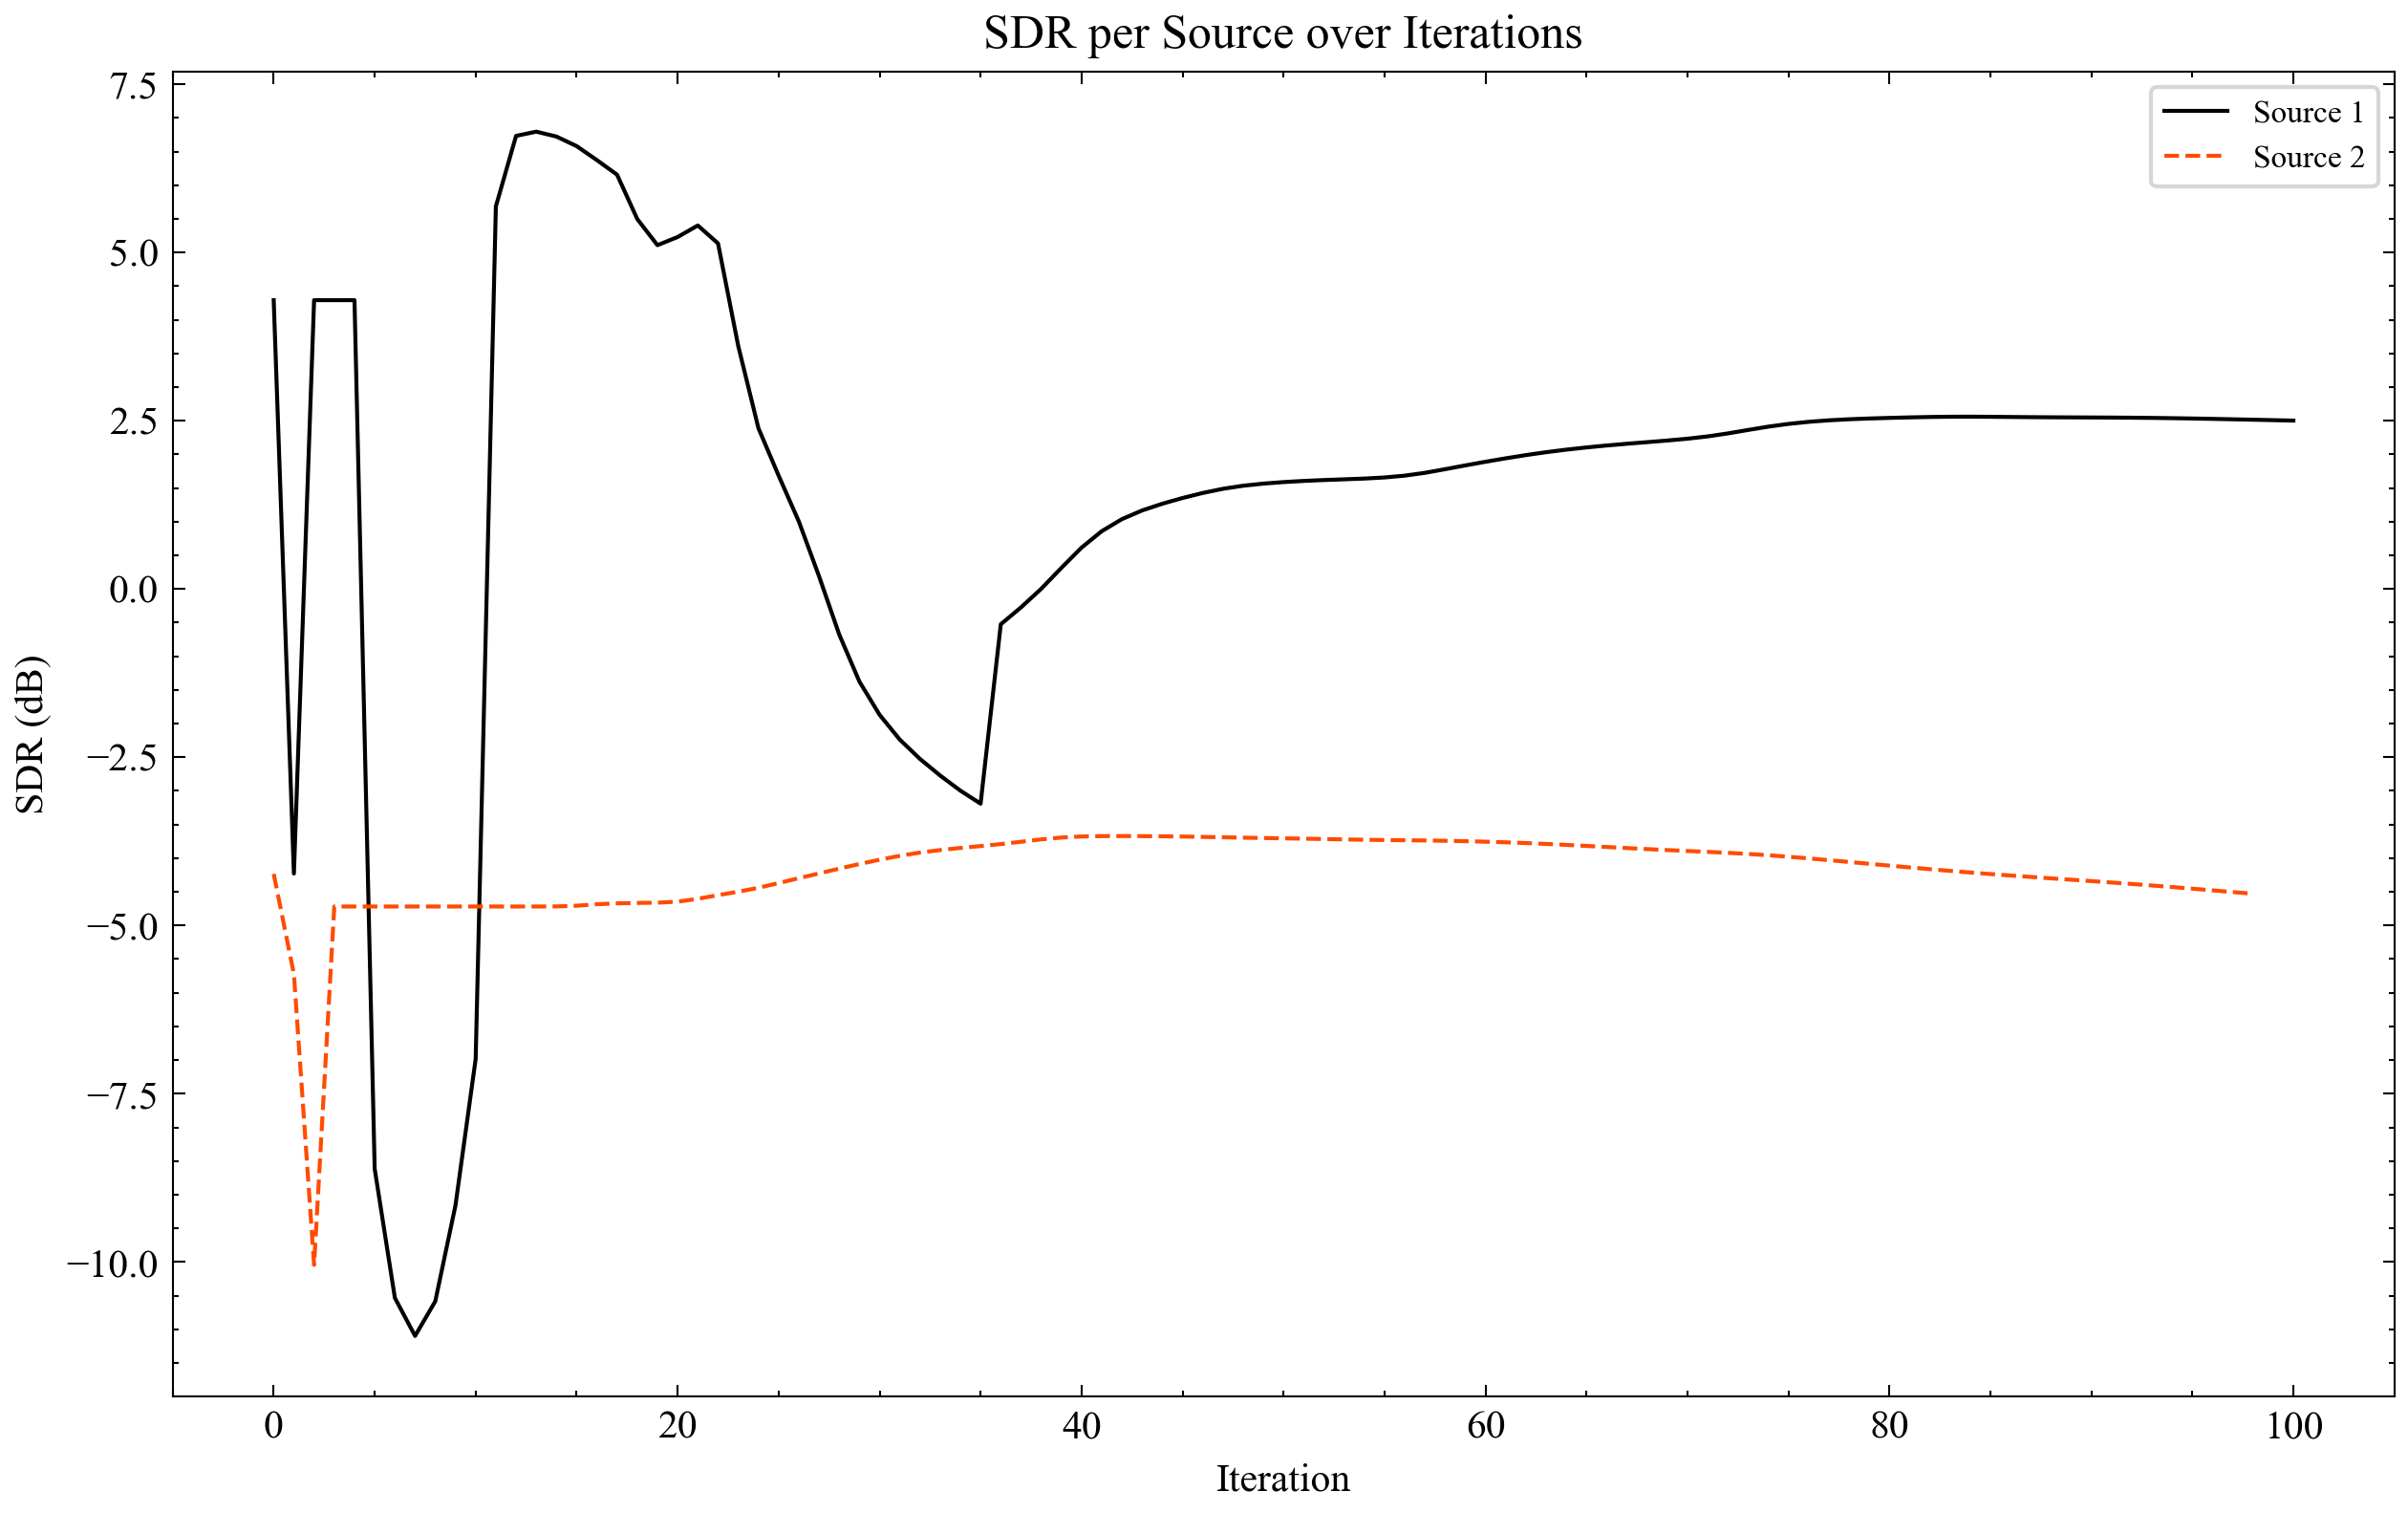 SDR per Source over Iterations
7.5
5.0
2.5
0.0
−2.5
−5.0
−7.5
−10.0
SDR (dB)
Source 1
Source 2
0 20 40 60 80 100
Iteration